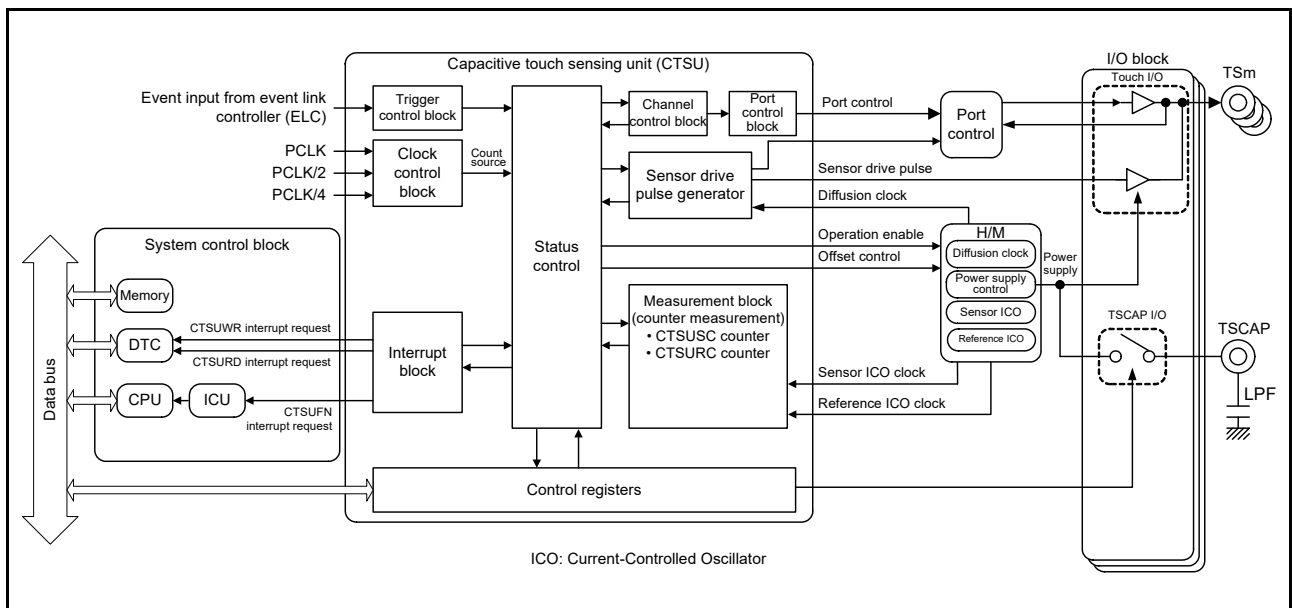 Capacitive touch sensing unit (CTSU)
I/O block
Touch I/O
TSm
Event input from event link
controller (ELC)
Trigger
control block
Channel
control block
Port
control
block
Port control
Port
control
PCLK
PCLK/2
PCLK/4
Clock
control
block
Count
source
Sensor drive
pulse generator
Sensor drive pulse
Diffusion clock
System control block
Status
control
Operation enable
Offset control
H/M
Diffusion clock
Power supply
control
Sensor ICO
Reference ICO
Power
supply
Memory
Measurement block
(counter measurement)
• CTSUSC counter
• CTSURC counter
TSCAP I/O
TSCAP
CTSUWR interrupt request
DTC
CTSURD interrupt request
Interrupt
block
Sensor ICO clock
Reference ICO clock
LPF
Data bus
CPU
ICU
CTSUFN
interrupt request
Control registers
ICO: Current-Controlled Oscillator